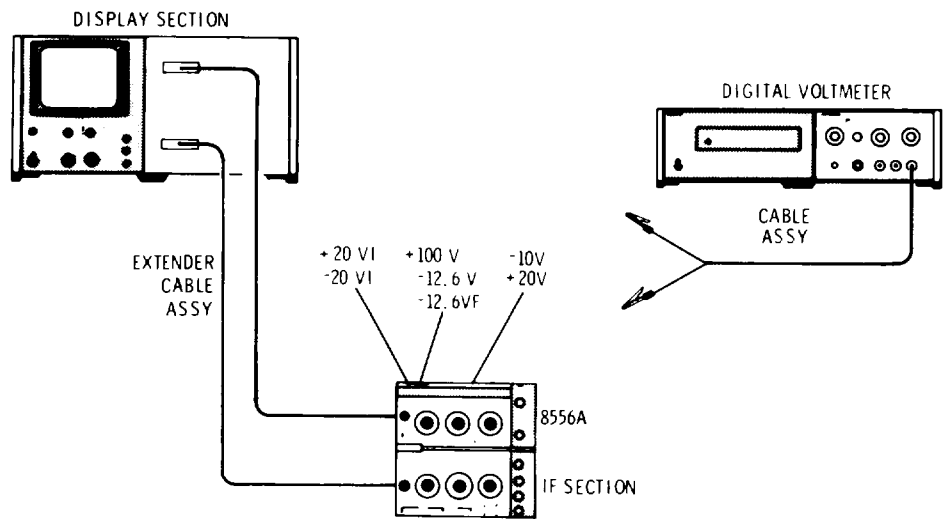 DISPLAY SECTION
DIGITAL VOLTMETER
CABLE
ASSY
EXTENDER
CABLE
ASSY
+20 VI
-20 VI
+100 V
-12.6 V
-12.6VF
-10V
+20V
8556A
IF SECTION